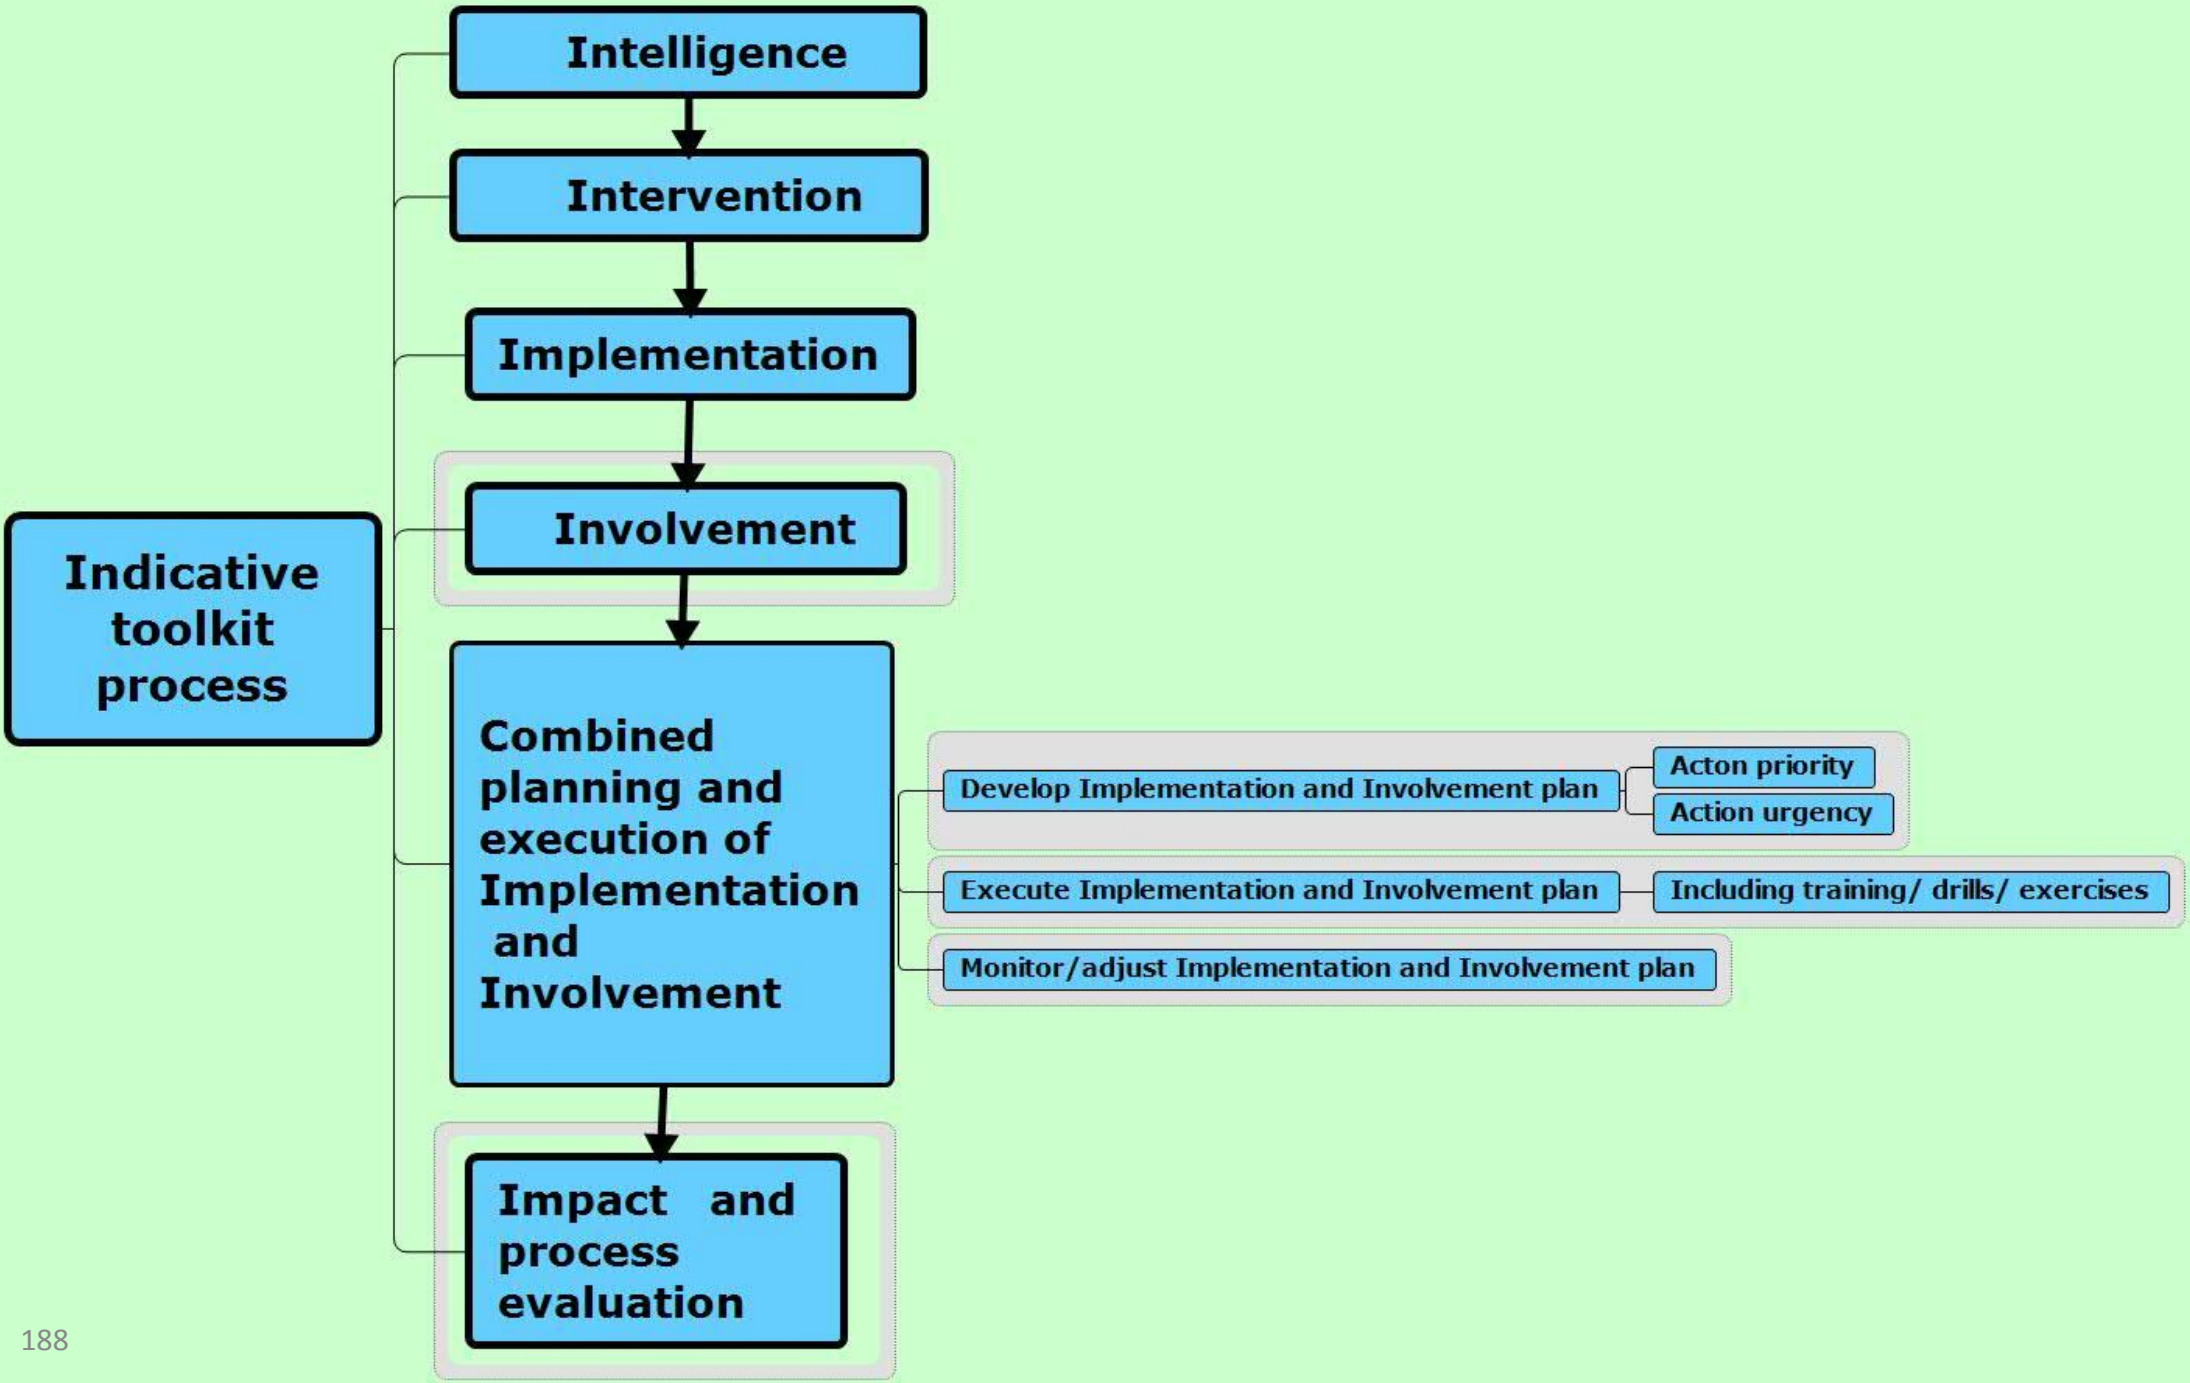 Intelligence
Intervention
Implementation
Involvement
Indicative
toolkit
process
Combined
planning and
execution of
Implementation
and
Involvement
Develop Implementation and Involvement plan
Acton priority
Action urgency
Execute Implementation and Involvement plan
Including training/ drills/ exercises
Monitor/adjust Implementation and Involvement plan
Impact and
process
evaluation
188